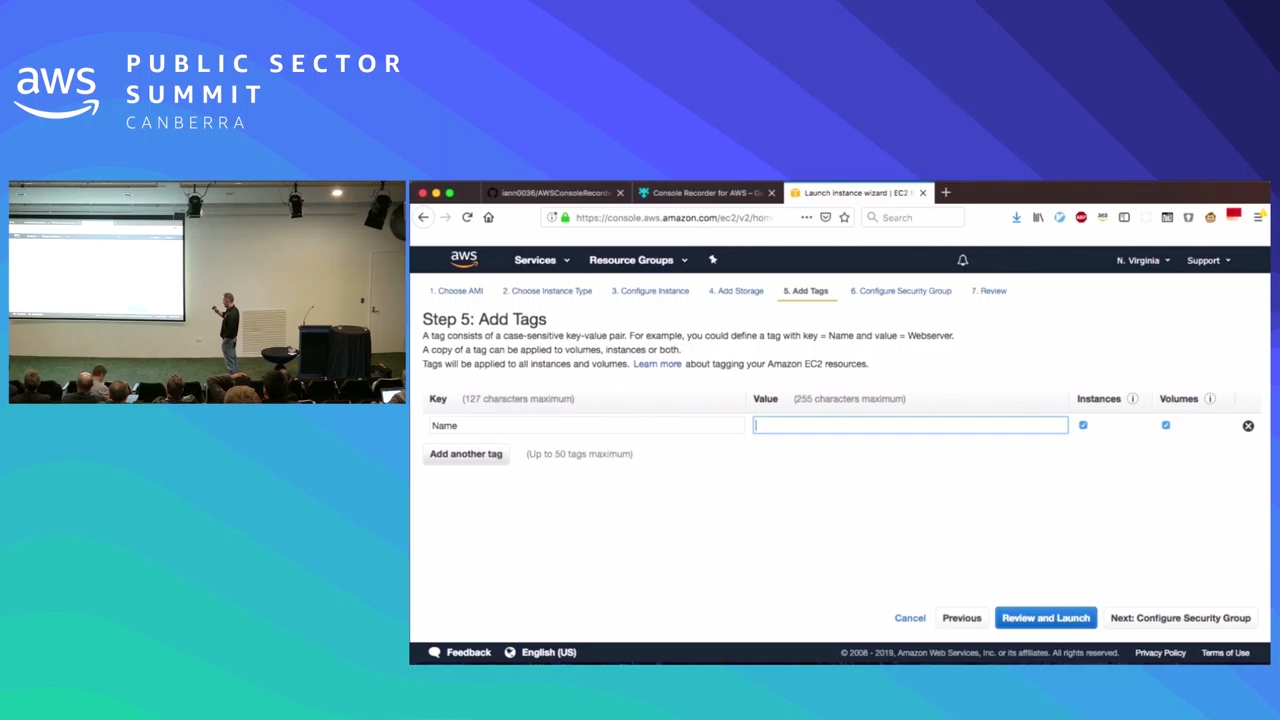 aws
PUBLIC SECTOR
SUMMIT
CANBERRA
iann0036/AWSConsoleRecord
Console Recorder for AWS – G
Launch instance wizard | EC2
https://console.aws.amazon.com/ec2/v2/hom
Search
aws
Services
Resource Groups
N. Virginia
Support
1. Choose AMI
2. Choose Instance Type
3. Configure Instance
4. Add Storage
5. Add Tags
6. Configure Security Group
7. Review
Step 5: Add Tags
A tag consists of a case-sensitive key-value pair. For example, you could define a tag with key = Name and value = Webserver.
A copy of a tag can be applied to volumes, instances or both.
Tags will be applied to all instances and volumes. Learn more about tagging your Amazon EC2 resources.
Key (127 characters maximum)
Value (255 characters maximum)
Instances
Volumes
Name
Add another tag
(Up to 50 tags maximum)
Cancel
Previous
Review and Launch
Next: Configure Security Group
Feedback
English (US)
© 2008 - 2019, Amazon Web Services, Inc. or its affiliates. All rights reserved.
Privacy Policy
Terms of Use